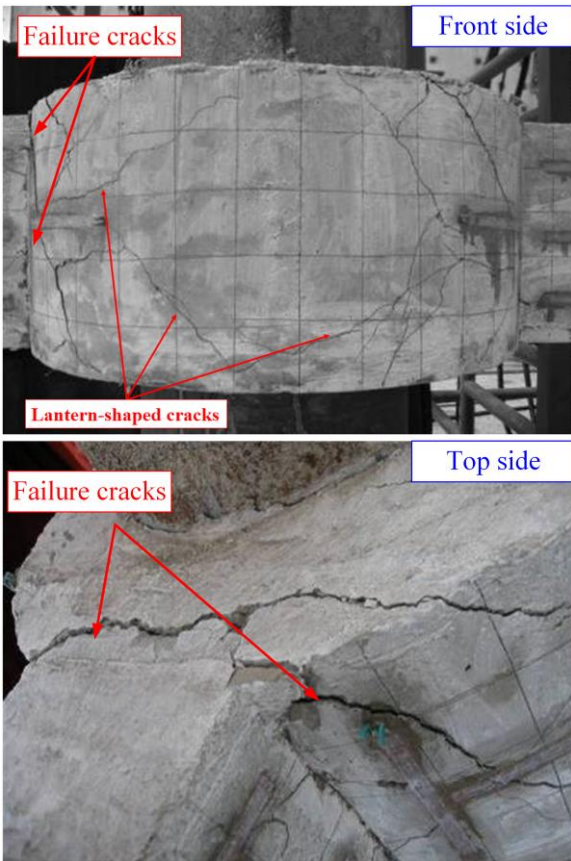 Front side
Failure cracks
Lantern-shaped cracks
Top side
Failure cracks